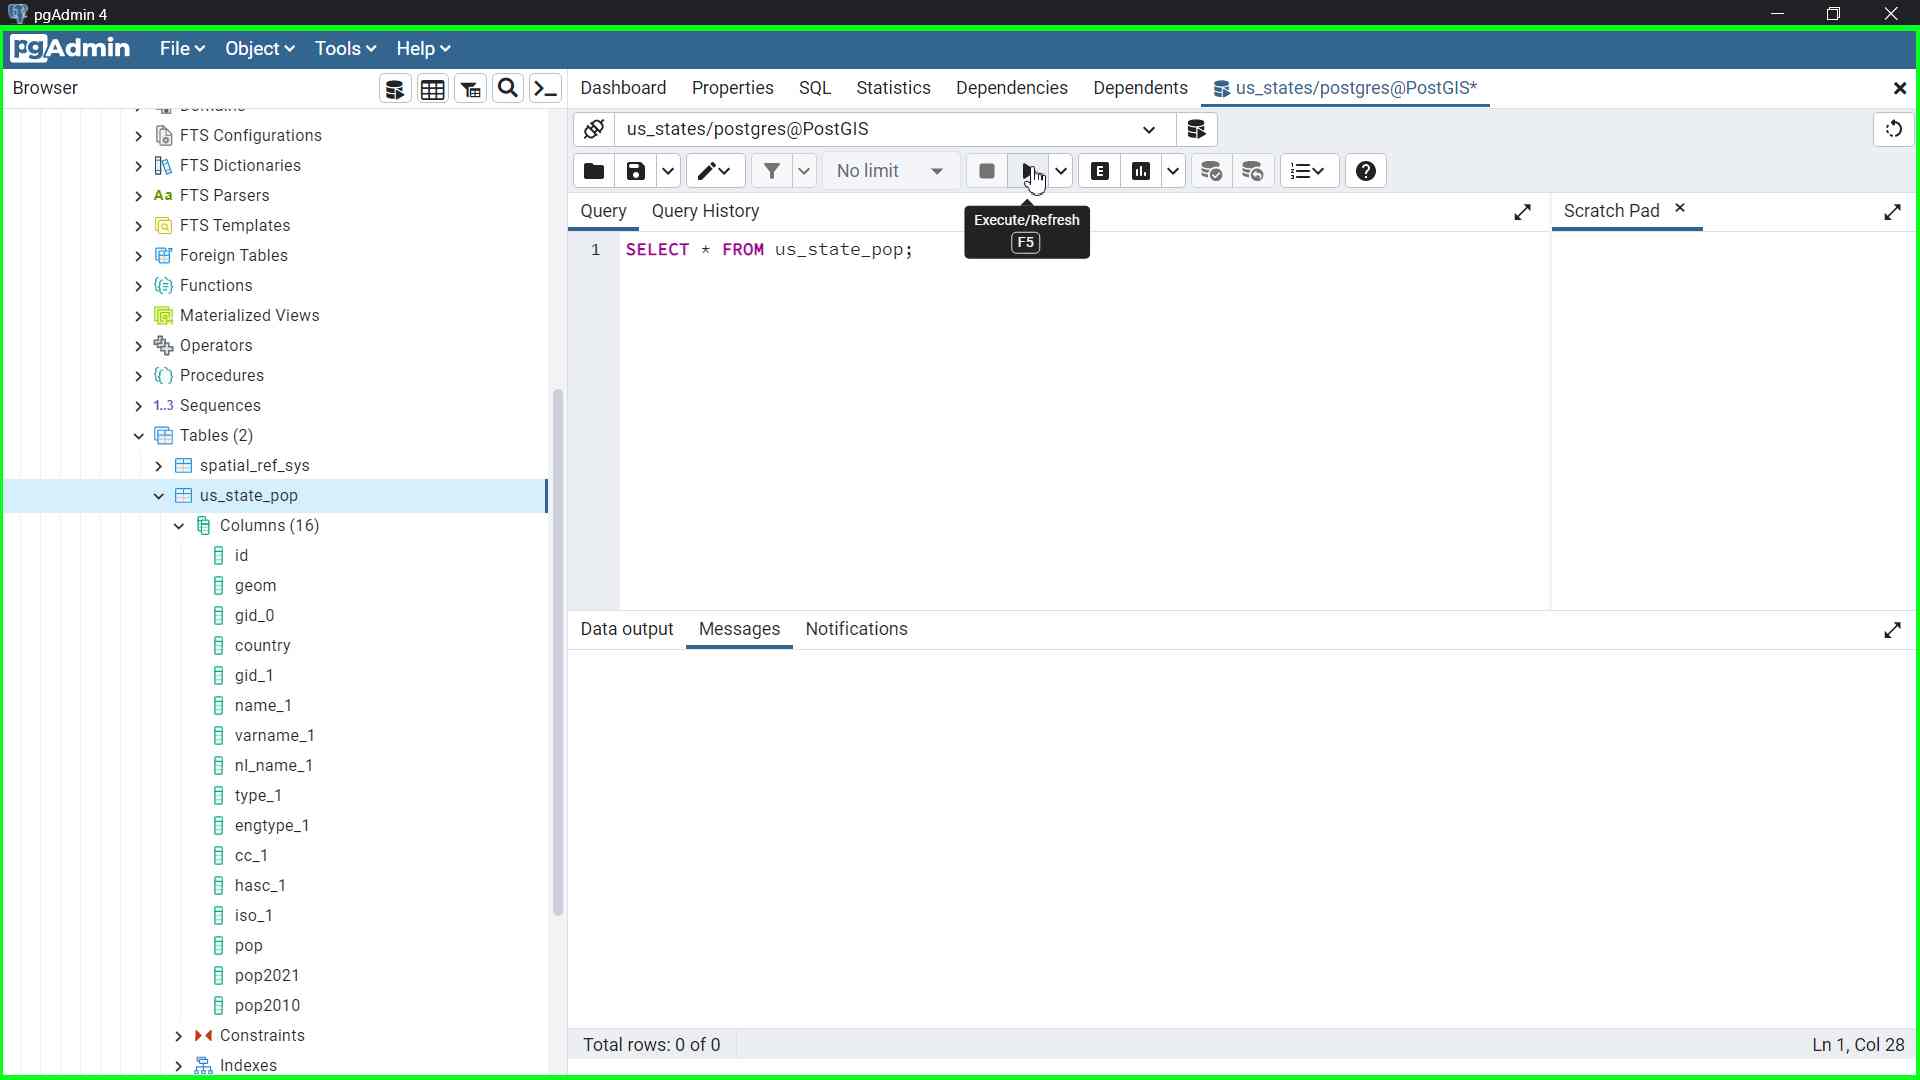 pgAdmin 4
pgAdmin File Object Tools Help
Browser
Dashboard Properties SQL Statistics Dependencies Dependents us_states/postgres@PostGIS*
Domains
FTS Configurations
FTS Dictionaries
Aa FTS Parsers
FTS Templates
Foreign Tables
Functions
Materialized Views
Operators
Procedures
1..3 Sequences
Tables (2)
spatial_ref_sys
us_state_pop
Columns (16)
id
geom
gid_0
country
gid_1
name_1
varname_1
nl_name_1
type_1
engtype_1
cc_1
hasc_1
iso_1
pop
pop2021
pop2010
Constraints
Indexes
us_states/postgres@PostGIS
No limit
E
Query Query History
Execute/Refresh
F5
Scratch Pad
1 SELECT * FROM us_state_pop;
Data output Messages Notifications
Total rows: 0 of 0
Ln 1, Col 28